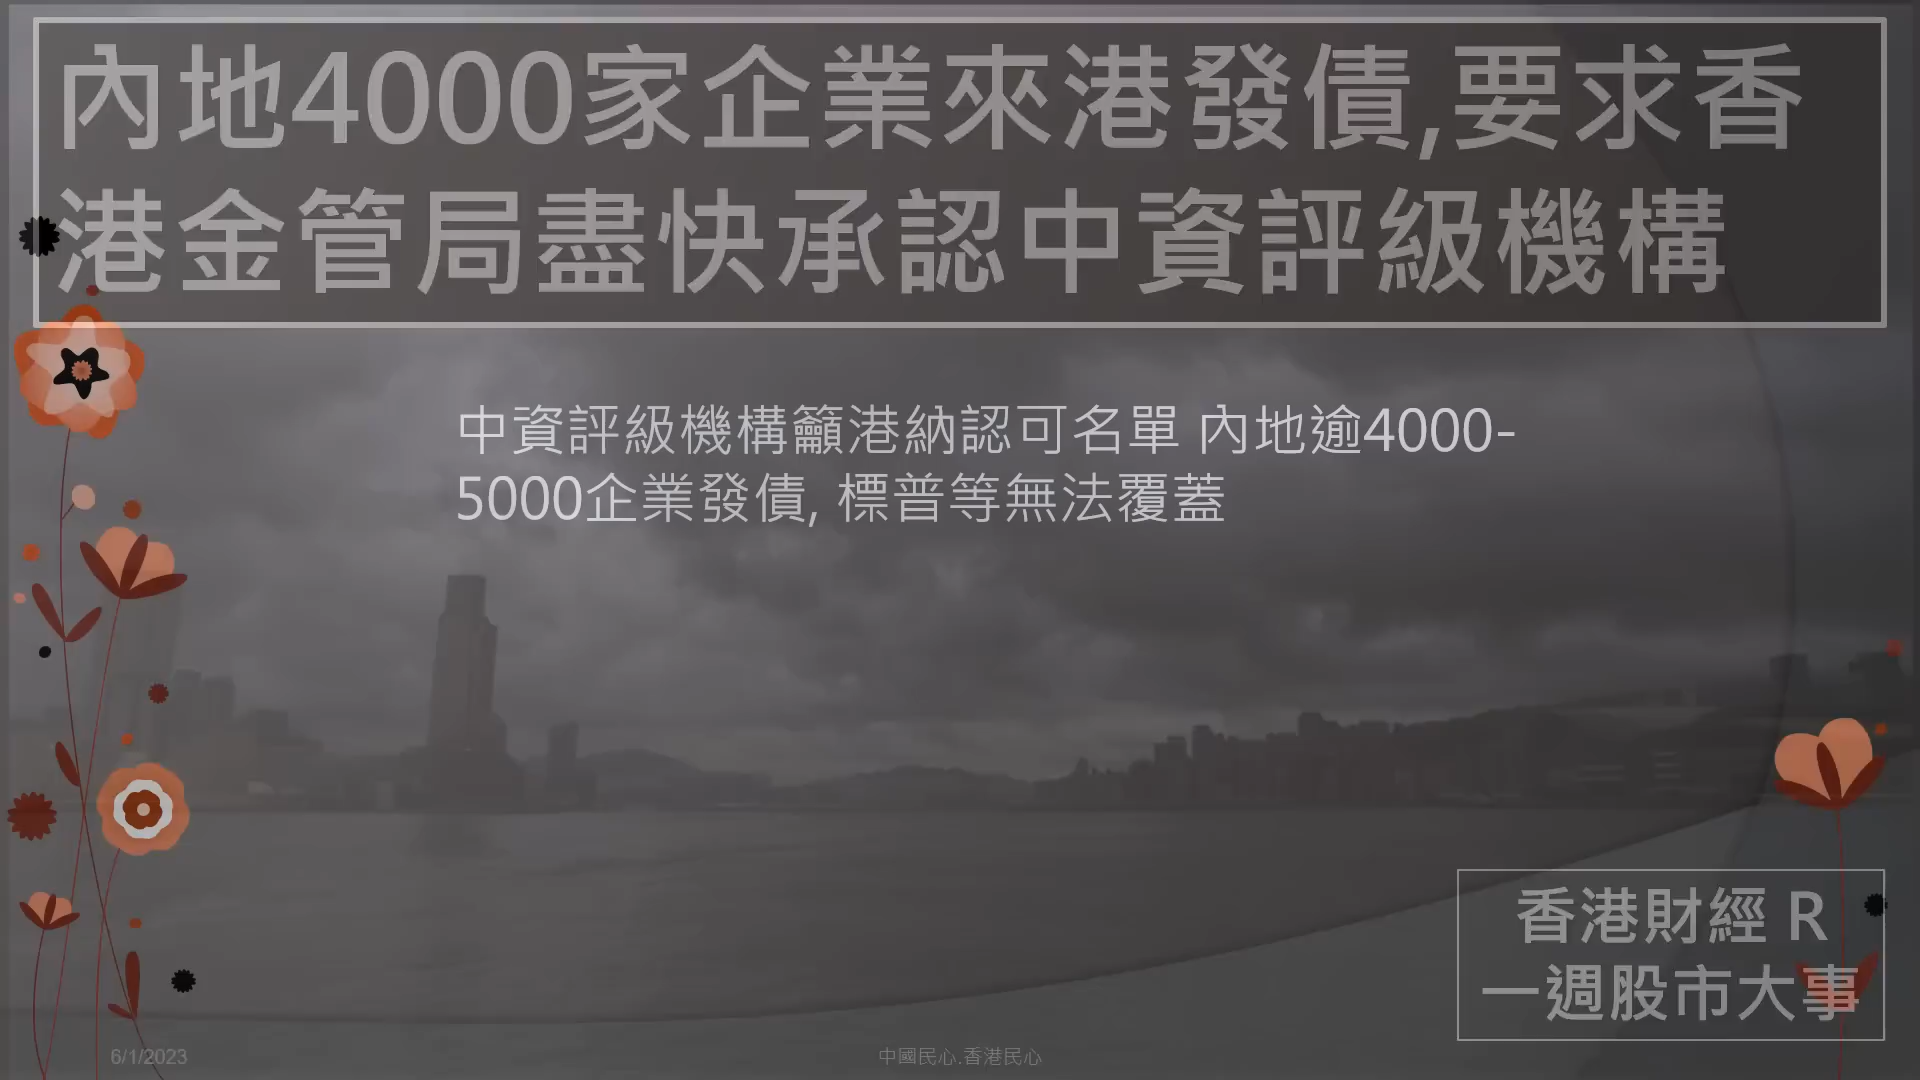 內地4000家企業來港發債,要求香
港金管局盡快承認中資評級機構
中資評級機構籲港納認可名單 內地逾4000-
5000企業發債, 標普等無法覆蓋
香港財經 R
一週股市大事
6/1/2023
中國民心.香港民心